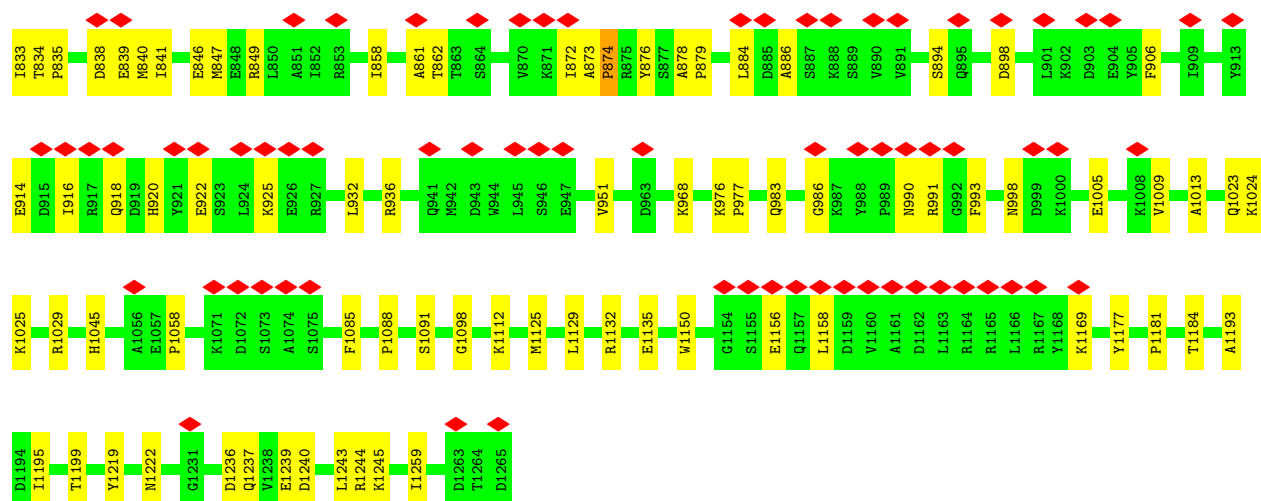 I833 T834 P835 D838 E839 M840 I841 E846 M847 E848 R849 L850 A851 I852 R853 I858 A861 T862 T863 S864 V870 K871 I872 A873 P874 R875 Y876 S877 A878 P879 L884 D885 A886 S887 K888 S889 V890 V891 S894 Q895 D898 L901 K902 D903 E904 Y905 F906 I909 Y913
E914 D915 I916 R917 Q918 D919 H920 Y921 E922 S923 L924 K925 E926 R927 L932 R936 Q941 M942 D943 W944 L945 S946 E947 V951 D963 K968 K976 P977 Q983 G986 K987 Y988 P989 N990 R991 G992 F993 N998 D999 K1000 E1005 K1008 V1009 A1013 Q1023 K1024
K1025 R1029 H1045 A1056 E1057 P1058 K1071 D1072 S1073 A1074 S1075 F1085 P1088 S1091 G1098 K1112 M1125 L1129 R1132 E1135 W1150 G1154 S1155 E1156 Q1157 L1158 D1159 V1160 A1161 D1162 L1163 R1164 R1165 L1166 R1167 Y1168 K1169 Y1177 P1181 T1184 A1193
D1194 I1195 T1199 Y1219 N1222 G1231 D1236 Q1237 V1238 E1239 D1240 L1243 R1244 K1245 I1259 D1263 T1264 D1265